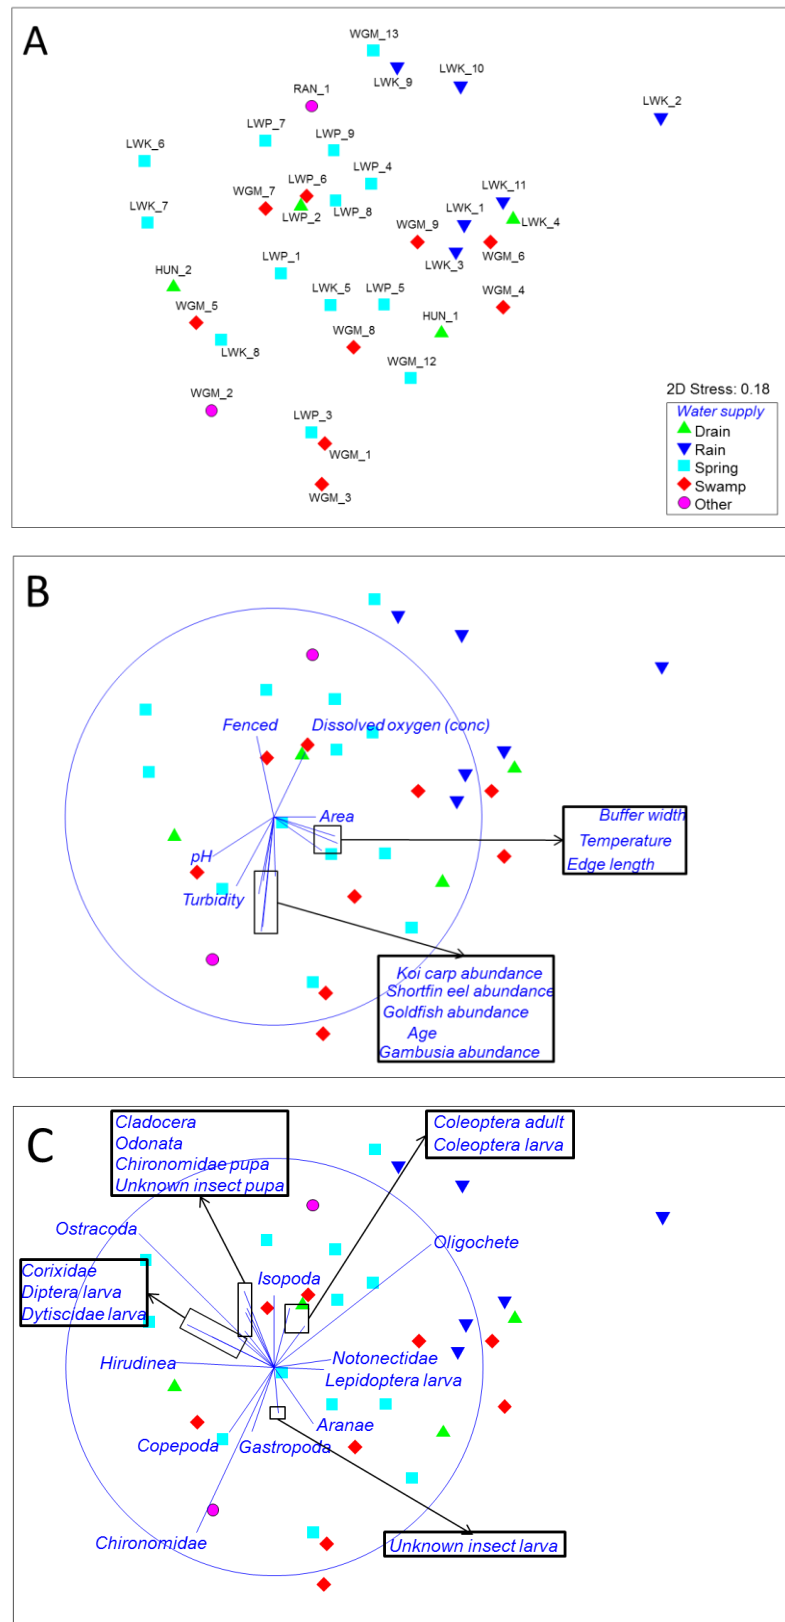 A
WGM_13
LWK_9
LWK_10
RAN_1
LWK_2
LWP_7
LWP_9
LWK_6
LWP_4
LWP_6
WGM_7
LWP_2
LWP_8
LWK_11
LWK_7
LWK_1
LWK_4
WGM_9
WGM_6
LWK_3
LWP_1
HUN_2
LWK_5
LWP_5
WGM_4
WGM_5
HUN_1
WGM_8
LWK_8
WGM_12
WGM_2
LWP_3
WGM_1
WGM_3
2D Stress: 0.18
Water supply
Drain
Rain
Spring
Swamp
Other
B
Fenced
Dissolved oxygen (conc)
Area
Buffer width
Temperature
Edge length
pH
Turbidity
Koi carp abundance
Shortfin eel abundance
Goldfish abundance
Age
Gambusia abundance
C
Cladocera
Odonata
Chironomidae pupa
Unknown insect pupa
Coleoptera adult
Coleoptera larva
Ostracoda
Oligochete
Isopoda
Corixidae
Diptera larva
Dytiscidae larva
Hirudinea
Notonectidae
Lepidoptera larva
Aranae
Copepoda
Gastropoda
Chironomidae
Unknown insect larva